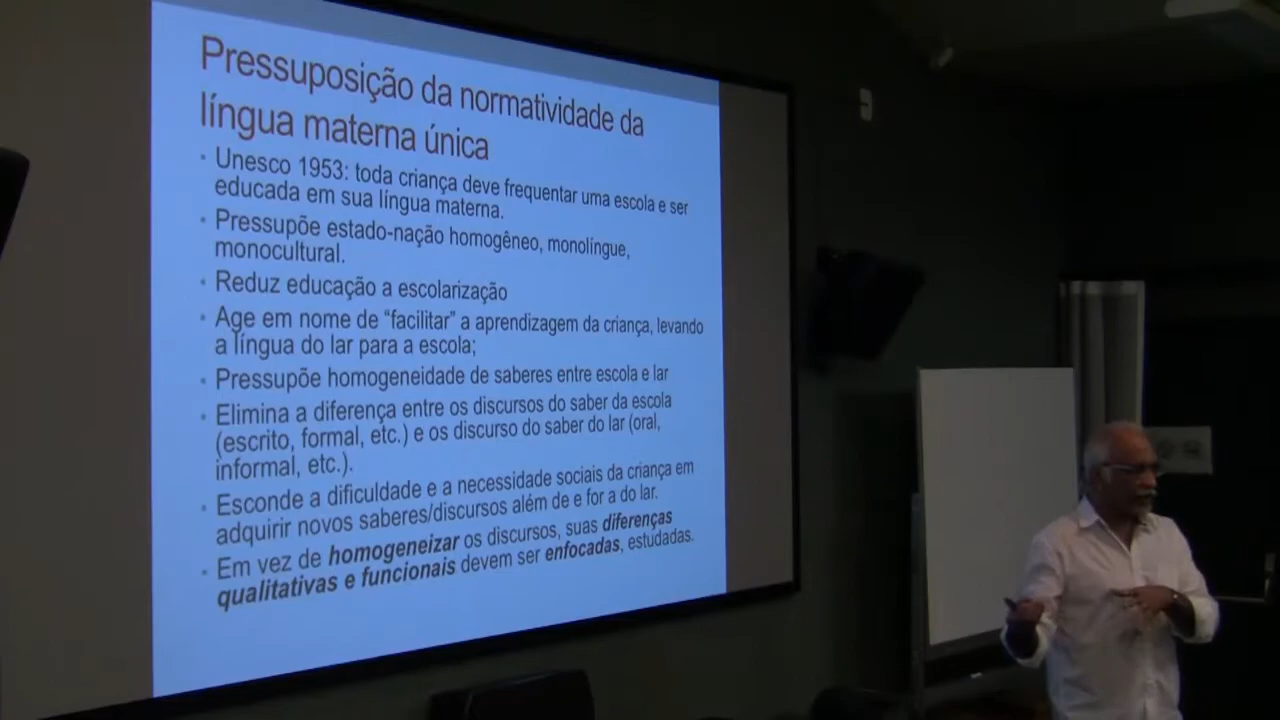 Pressuposição da normatividade da
língua materna única
• Unesco 1953: toda criança deve frequentar uma escola e ser
educada em sua língua materna.
• Pressupõe estado-nação homogêneo, monolíngue,
monocultural.
• Reduz educação a escolarização
• Age em nome de “facilitar” a aprendizagem da criança, levando
a língua do lar para a escola;
• Pressupõe homogeneidade de saberes entre escola e lar
• Elimina a diferença entre os discursos do saber da escola
(escrito, formal, etc.) e os discurso do saber do lar (oral,
informal, etc.).
• Esconde a dificuldade e a necessidade sociais da criança em
adquirir novos saberes/discursos além de e for a do lar.
• Em vez de homogeneizar os discursos, suas diferenças
qualitativas e funcionais devem ser enfocadas, estudadas.